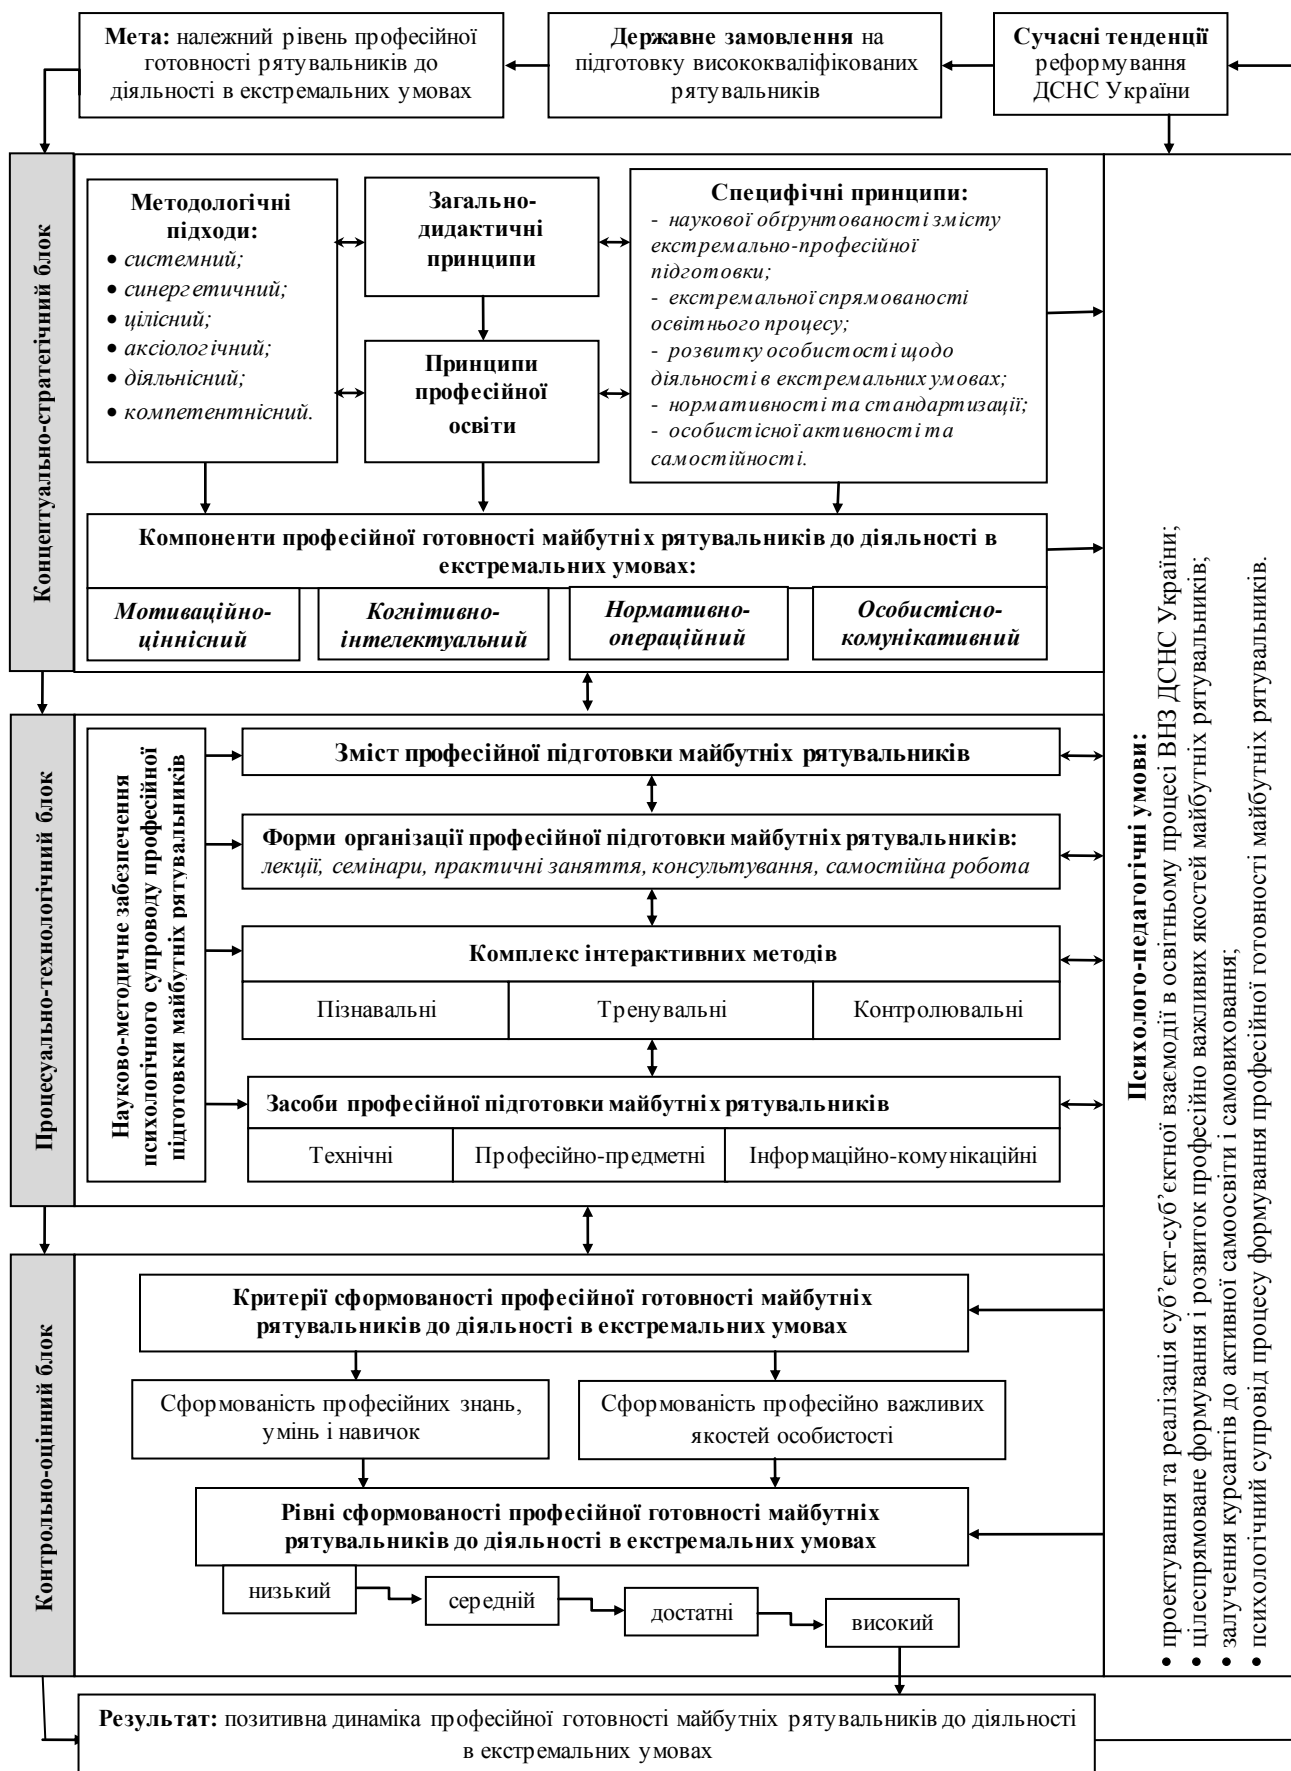 Мета: належний рівень професійної
готовності рятувальників до
діяльності в екстремальних умовах
Державне замовлення на
підготовку висококваліфікованих
рятувальників
Сучасні тенденції
реформування
ДСНС України
Концептуально-стратегічний блок
Методологічні
підходи:
• системний;
• синергетичний;
• цілісний;
• аксіологічний;
• діяльнісний;
• компетентнісний.
Загально-
дидактичні
принципи
Принципи
професійної
освіти
Специфічні принципи:
- наукової обґрунтованості змісту
екстремально-професійної
підготовки;
- екстремальної спрямованості
освітнього процесу;
- розвитку особистості щодо
діяльності в екстремальних умовах;
- нормативності та стандартизації;
- особистісної активності та
самостійності.
Компоненти професійної готовності майбутніх рятувальників до діяльності в
екстремальних умовах:
Мотиваційно-
ціннісний
Когнітивно-
інтелектуальний
Нормативно-
операційний
Особистісно-
комунікативний
Процесуально-технологічний блок
Науково-методичне забезпечення
психологічного супроводу професійної
підготовки майбутніх рятувальників
Зміст професійної підготовки майбутніх рятувальників
Форми організації професійної підготовки майбутніх рятувальників:
лекції, семінари, практичні заняття, консультування, самостійна робота
Комплекс інтерактивних методів
Пізнавальні
Тренувальні
Контролювальні
Засоби професійної підготовки майбутніх рятувальників
Технічні
Професійно-предметні
Інформаційно-комунікаційні
Контрольно-оцінний блок
Критерії сформованості професійної готовності майбутніх
рятувальників до діяльності в екстремальних умовах
Сформованість професійних знань,
умінь і навичок
Сформованість професійно важливих
якостей особистості
Рівні сформованості професійної готовності майбутніх
рятувальників до діяльності в екстремальних умовах
низький
середній
достатні
високий
Психолого-педагогічні умови:
• проектування та реалізація суб’єкт-суб’єктної взаємодії в освітньому процесі ВНЗ ДСНС України;
• цілеспрямоване формування і розвиток професійно важливих якостей майбутніх рятувальників;
• залучення курсантів до активної самоосвіти і самовиховання;
• психологічний супровід процесу формування професійної готовності майбутніх рятувальників.
Результат: позитивна динаміка професійної готовності майбутніх рятувальників до діяльності
в екстремальних умовах